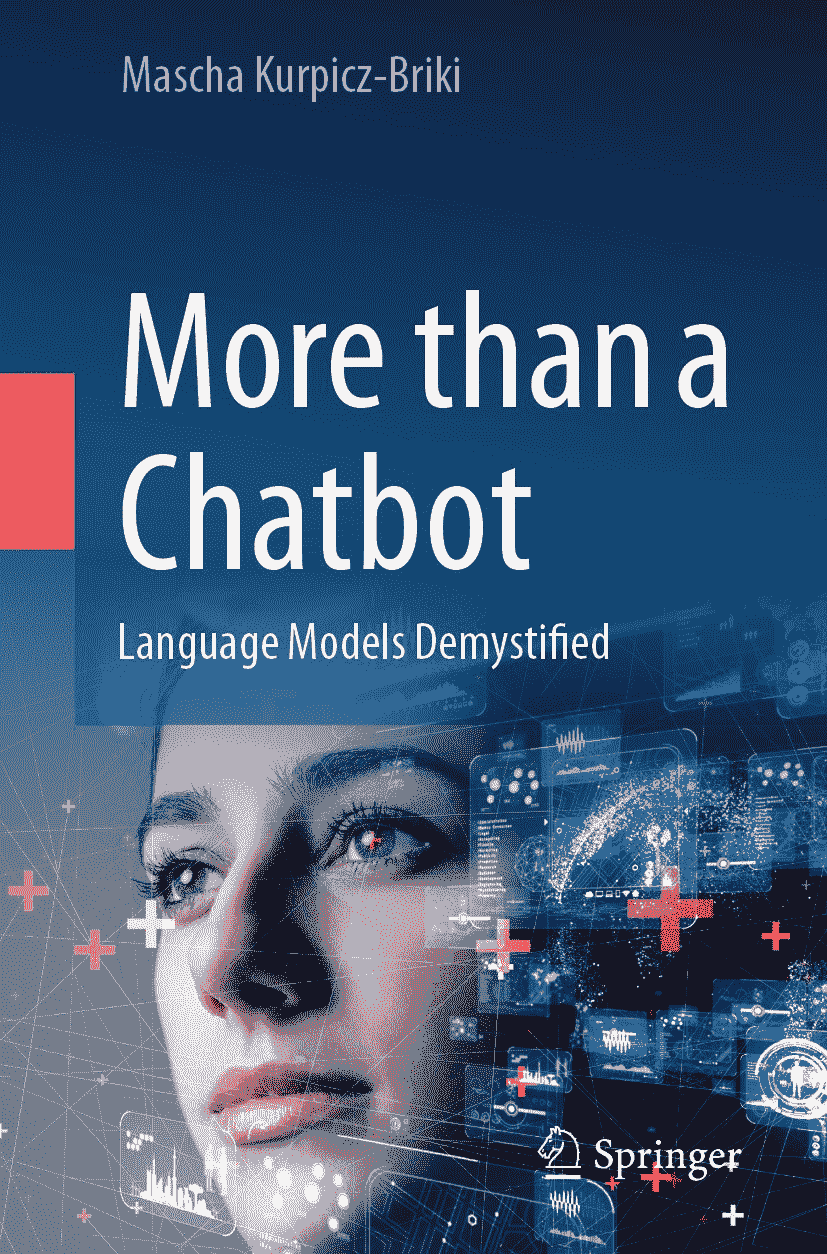 Mascha Kurpicz-Briki
More than a
Chatbot
Language Models Demystified
Springer